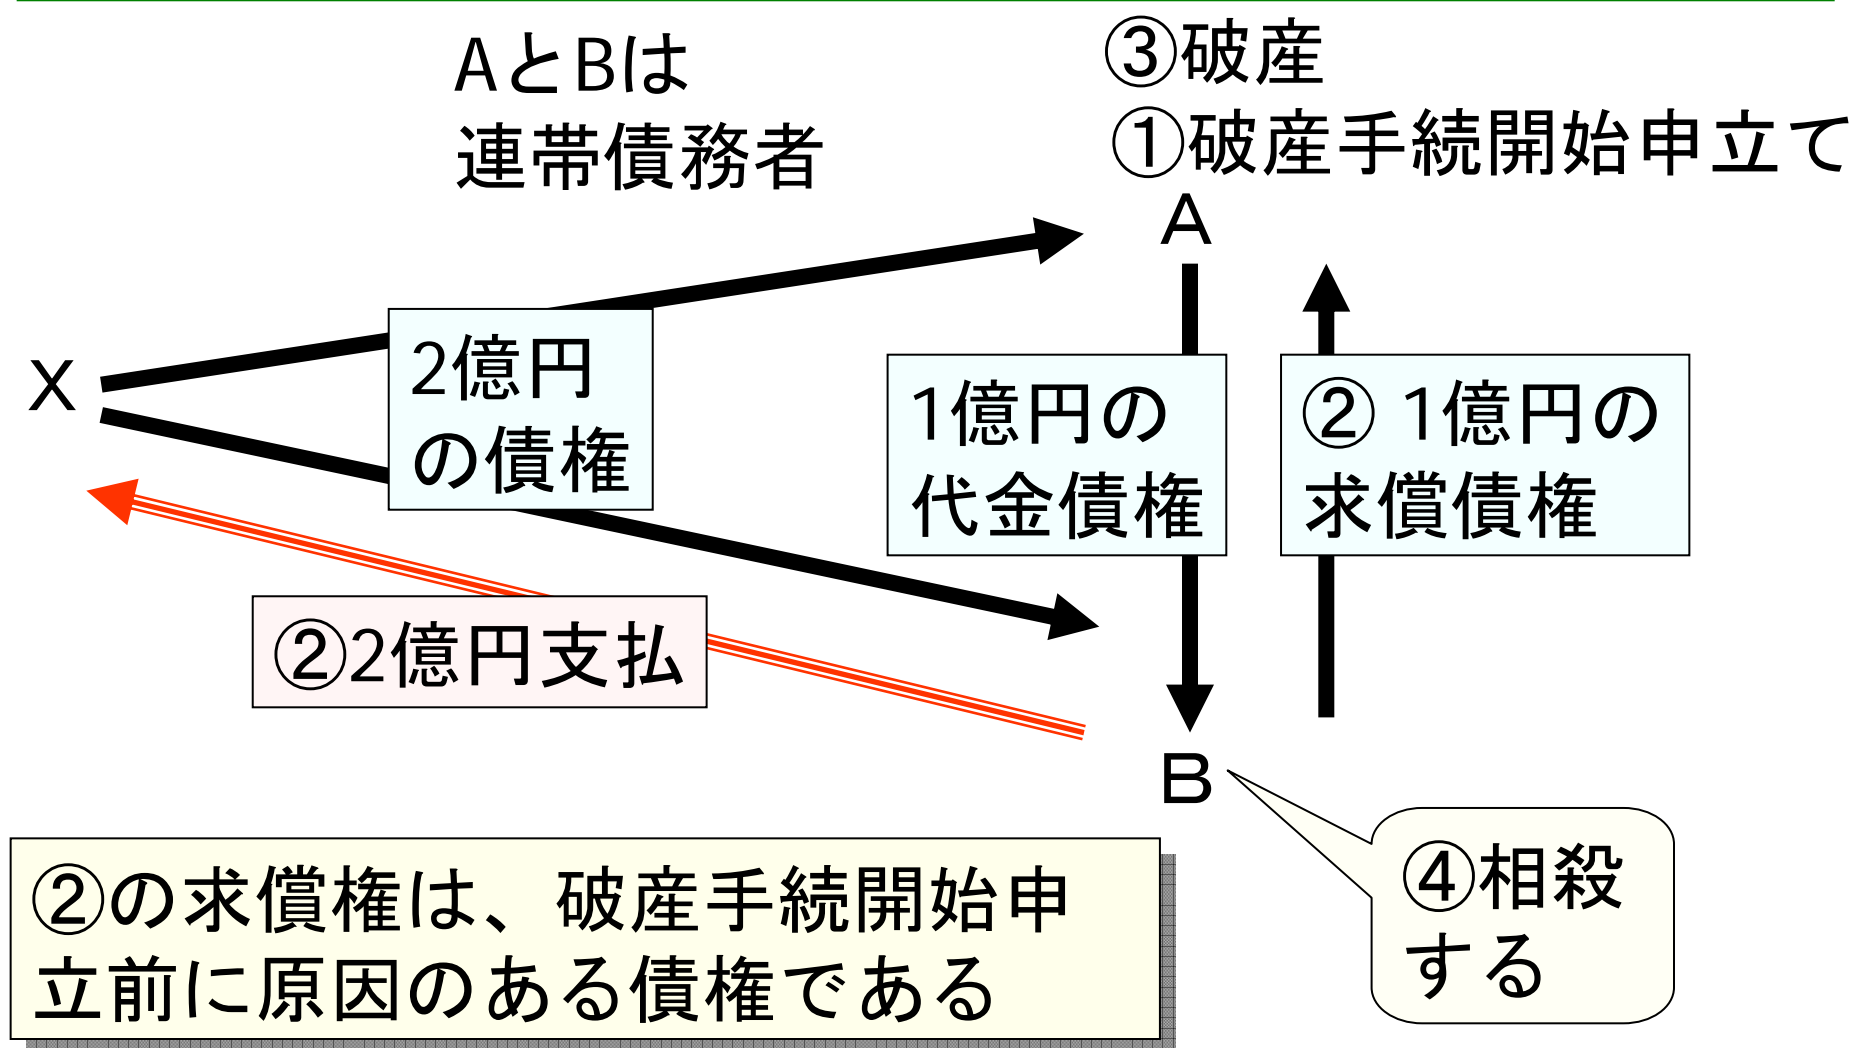 AとBは
連帯債務者
③破産
①破産手続開始申立て
A
X
2億円
の債権
1億円の
代金債権
② 1億円の
求償債権
②2億円支払
B
④相殺
する
②の求償権は、破産手続開始申
立前に原因のある債権である